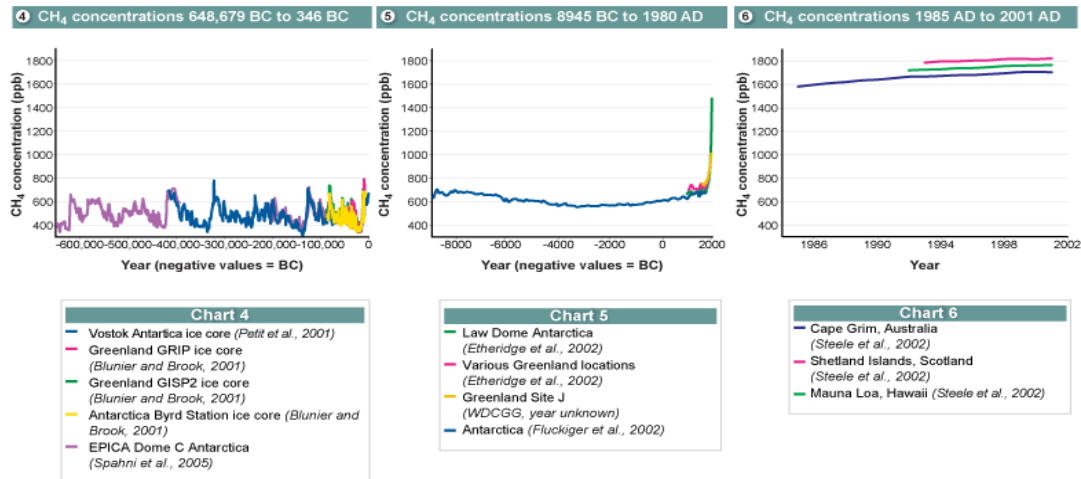 4 CH4 concentrations 648,679 BC to 346 BC
CH4 concentration (ppb)
1800
1600
1400
1200
1000
800
600
400
-600,000 -500,000 -400,000 -300,000 -200,000 -100,000 0
Year (negative values = BC)
Chart 4
Vostok Antartica ice core (Petit et al., 2001)
Greenland GRIP ice core
(Blunier and Brook, 2001)
Greenland GISP2 ice core
(Blunier and Brook, 2001)
Antarctica Byrd Station ice core (Blunier and
Brook, 2001)
EPICA Dome C Antarctica
(Spahni et al., 2005)
5 CH4 concentrations 8945 BC to 1980 AD
CH4 concentration (ppb)
1800
1600
1400
1200
1000
800
600
400
-8000 -6000 -4000 -2000 0 2000
Year (negative values = BC)
Chart 5
Law Dome Antarctica
(Etheridge et al., 2002)
Various Greenland locations
(Etheridge et al., 2002)
Greenland Site J
(WDCGG, year unknown)
Antarctica (Fluckiger et al., 2002)
6 CH4 concentrations 1985 AD to 2001 AD
CH4 concentration (ppb)
1800
1600
1400
1200
1000
800
600
400
1986 1990 1994 1998 2002
Year
Chart 6
Cape Grim, Australia
(Steele et al., 2002)
Shetland Islands, Scotland
(Steele et al., 2002)
Mauna Loa, Hawaii (Steele et al., 2002)